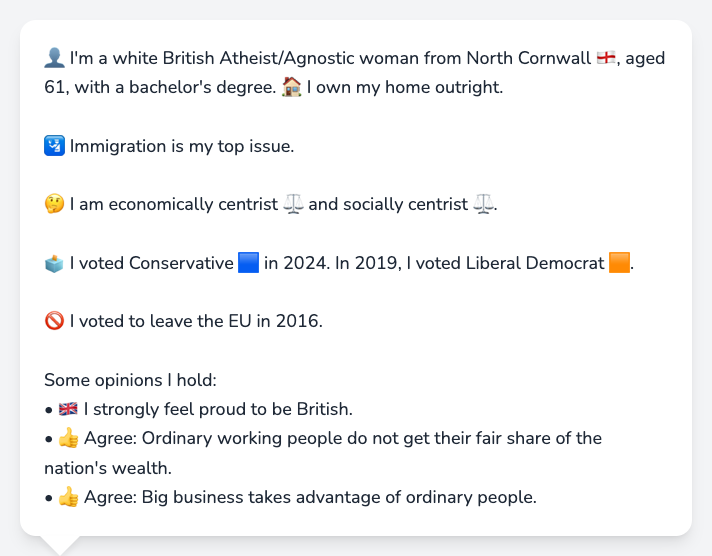 👤 I'm a white British Atheist/Agnostic woman from North Cornwall 🏴󠁧󠁢󠁥󠁮󠁧󠁿, aged
61, with a bachelor's degree. 🏠 I own my home outright.
🛂 Immigration is my top issue.
🤔 I am economically centrist ⚖️ and socially centrist ⚖️.
🗳️ I voted Conservative 🟦 in 2024. In 2019, I voted Liberal Democrat 🟧.
🚫 I voted to leave the EU in 2016.
Some opinions I hold:
• 🇬🇧 I strongly feel proud to be British.
• 👍 Agree: Ordinary working people do not get their fair share of the
nation's wealth.
• 👍 Agree: Big business takes advantage of ordinary people.